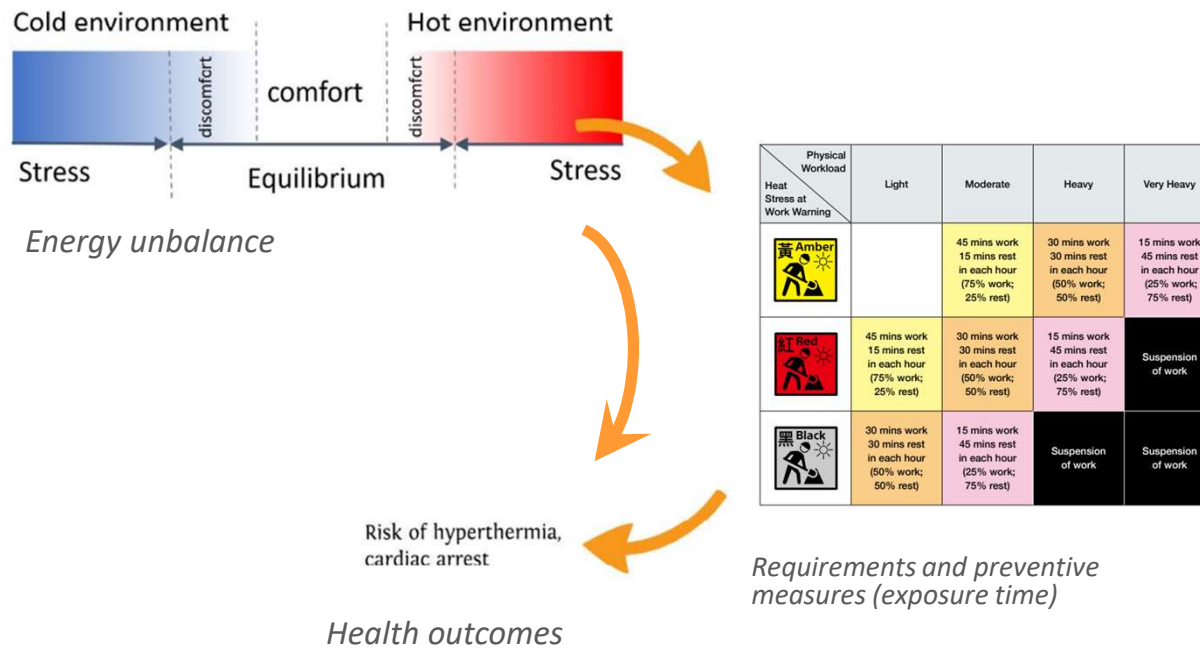 Cold environment
Hot environment
discomfort
comfort
discomfort
Stress
Equilibrium
Stress
Energy unbalance
Physical
Workload
Heat
Stress at
Work Warning
Light
Moderate
Heavy
Very Heavy
黃 Amber
45 mins work
15 mins rest
in each hour
(75% work;
25% rest)
30 mins work
30 mins rest
in each hour
(50% work;
50% rest)
15 mins work
45 mins rest
in each hour
(25% work;
75% rest)
紅 Red
45 mins work
15 mins rest
in each hour
(75% work;
25% rest)
30 mins work
30 mins rest
in each hour
(50% work;
50% rest)
15 mins work
45 mins rest
in each hour
(25% work;
75% rest)
Suspension
of work
黑 Black
30 mins work
30 mins rest
in each hour
(50% work;
50% rest)
15 mins work
45 mins rest
in each hour
(25% work;
75% rest)
Suspension
of work
Suspension
of work
Risk of hyperthermia,
cardiac arrest
Requirements and preventive
measures (exposure time)
Health outcomes